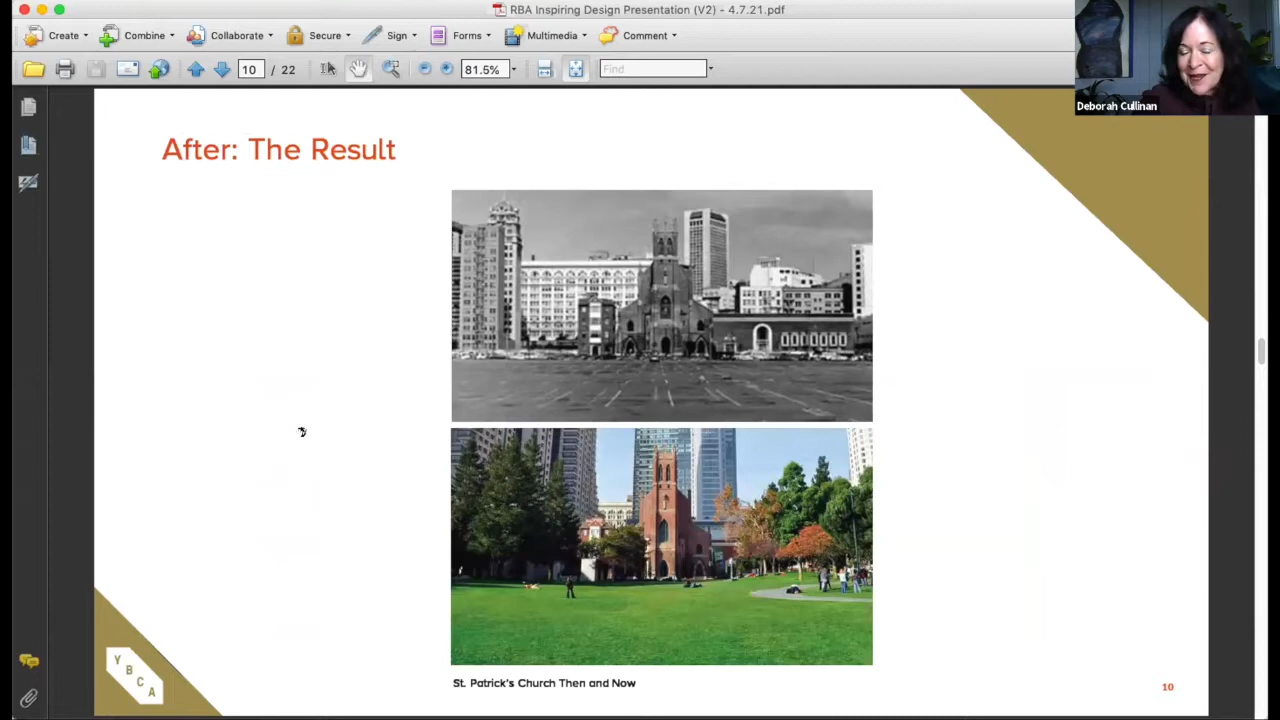 RBA Inspiring Design Presentation (V2) - 4.7.21.pdf
Create Combine Collaborate Secure Sign Forms Multimedia Comment
10 / 22 81.5% Find
Deborah Cullinan
After: The Result
St. Patrick's Church Then and Now
Y
B
C
A
10